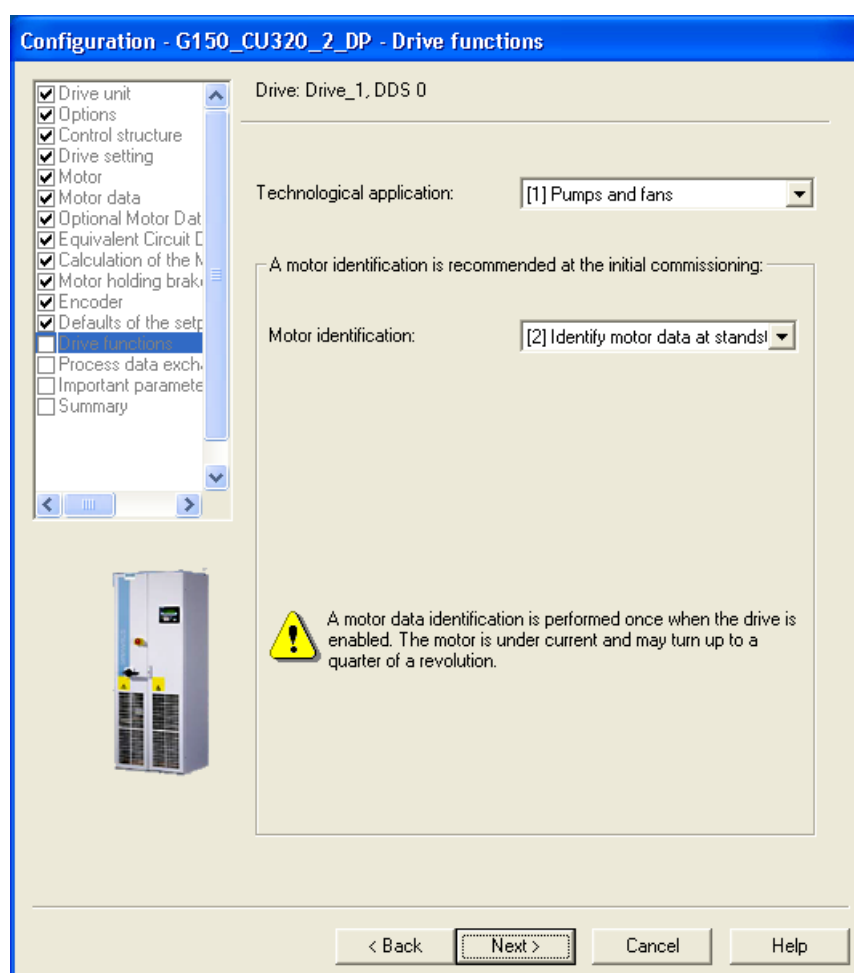 Configuration - G150_CU320_2_DP - Drive functions
Drive unit
Options
Control structure
Drive setting
Motor
Motor data
Optional Motor Dat
Equivalent Circuit D
Calculation of the M
Motor holding brak
Encoder
Defaults of the setp
Drive functions
Process data exch
Important paramete
Summary
Drive: Drive_1, DDS 0
Technological application:
[1] Pumps and fans
A motor identification is recommended at the initial commissioning:
Motor identification:
[2] Identify motor data at standsl
A motor data identification is performed once when the drive is
enabled. The motor is under current and may turn up to a
quarter of a revolution.
< Back
Next >
Cancel
Help